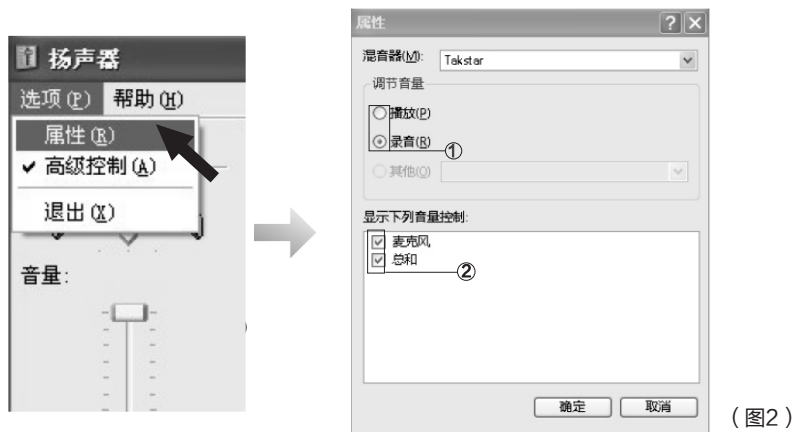 扬声器
选项(P) 帮助(H)
属性(R)
✔ 高级控制(A)
退出(X)
音量:
属性
混音器(M): Takstar
调节音量
播放(P)
录音(R)
①
其他(O)
显示下列音量控制:
麦克风
总和
②
确定 取消
(图2)